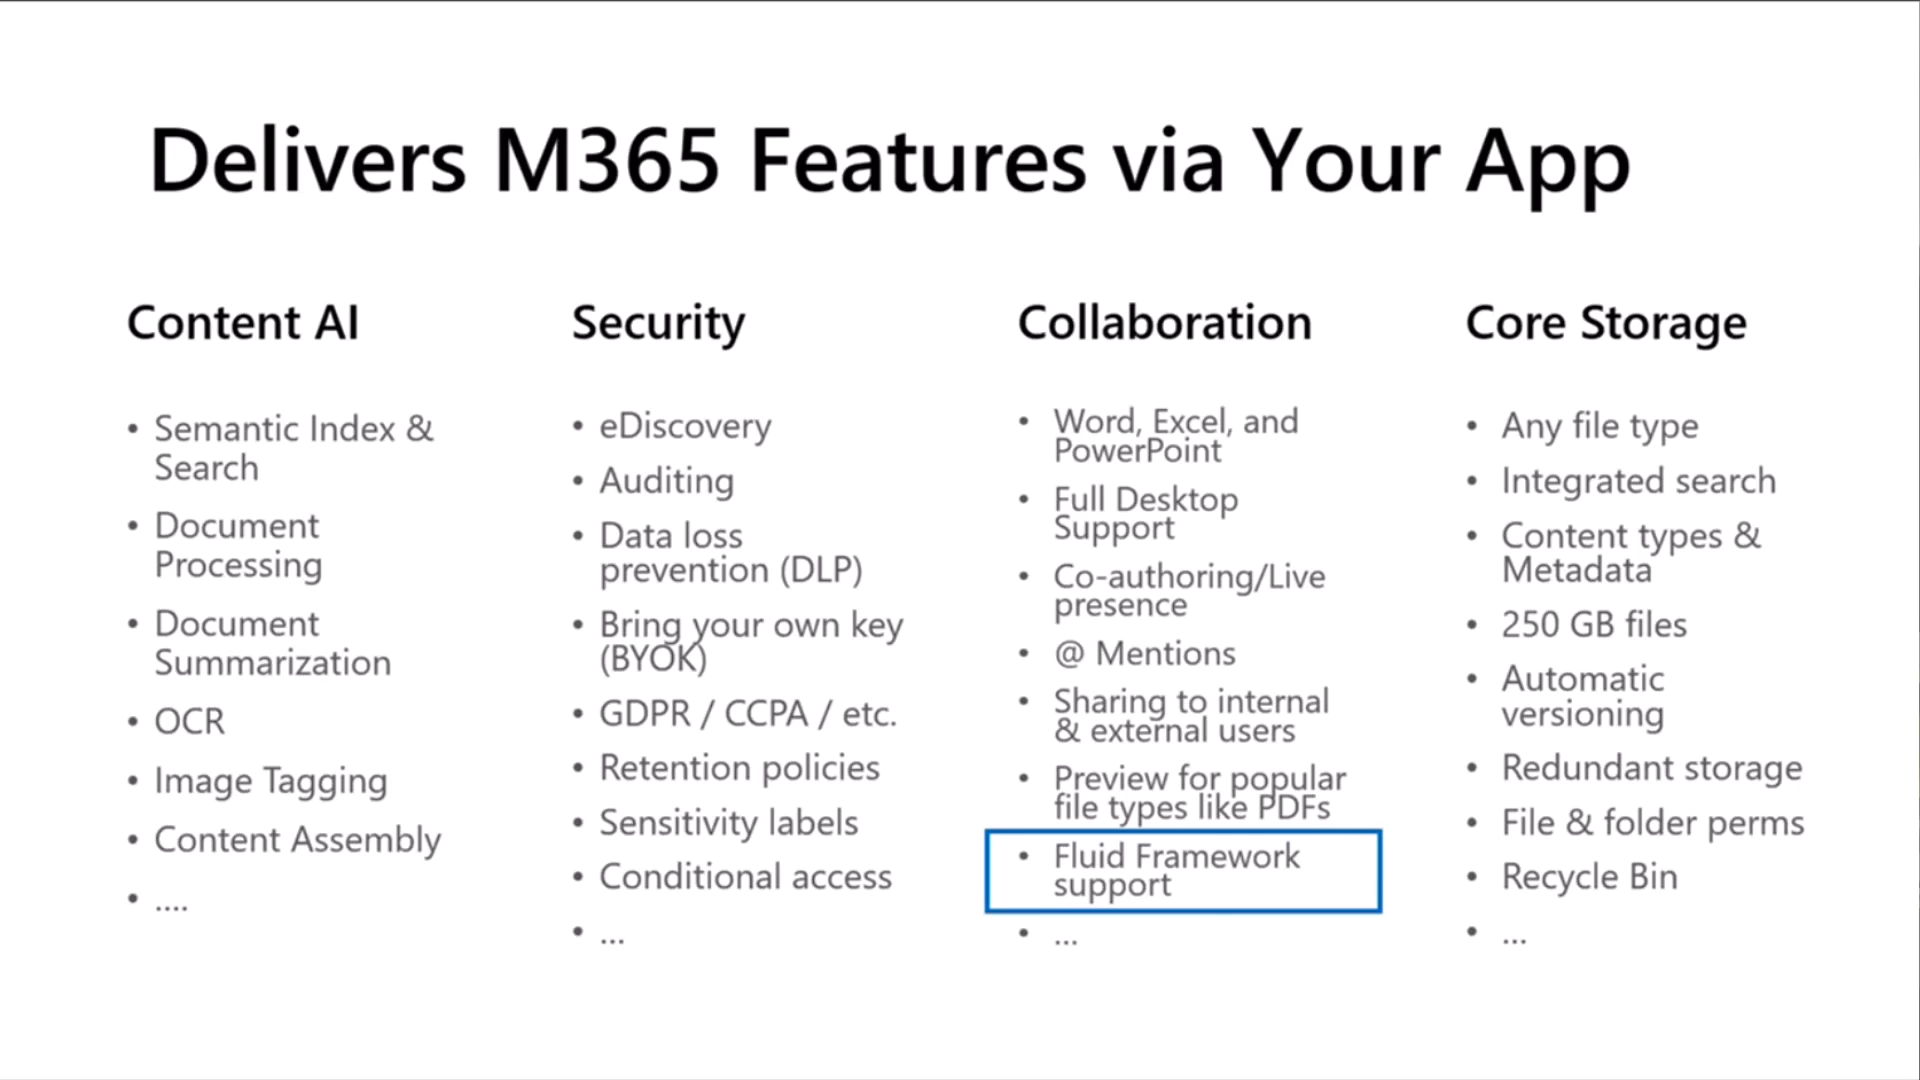 Delivers M365 Features via Your App
Content AI
• Semantic Index &
Search
• Document
Processing
• Document
Summarization
• OCR
• Image Tagging
• Content Assembly
• ....
Security
• eDiscovery
• Auditing
• Data loss
prevention (DLP)
• Bring your own key
(BYOK)
• GDPR / CCPA / etc.
• Retention policies
• Sensitivity labels
• Conditional access
• ...
Collaboration
• Word, Excel, and
PowerPoint
• Full Desktop
Support
• Co-authoring/Live
presence
• @ Mentions
• Sharing to internal
& external users
• Preview for popular
file types like PDFs
• Fluid Framework
support
• ...
Core Storage
• Any file type
• Integrated search
• Content types &
Metadata
• 250 GB files
• Automatic
versioning
• Redundant storage
• File & folder perms
• Recycle Bin
• ...